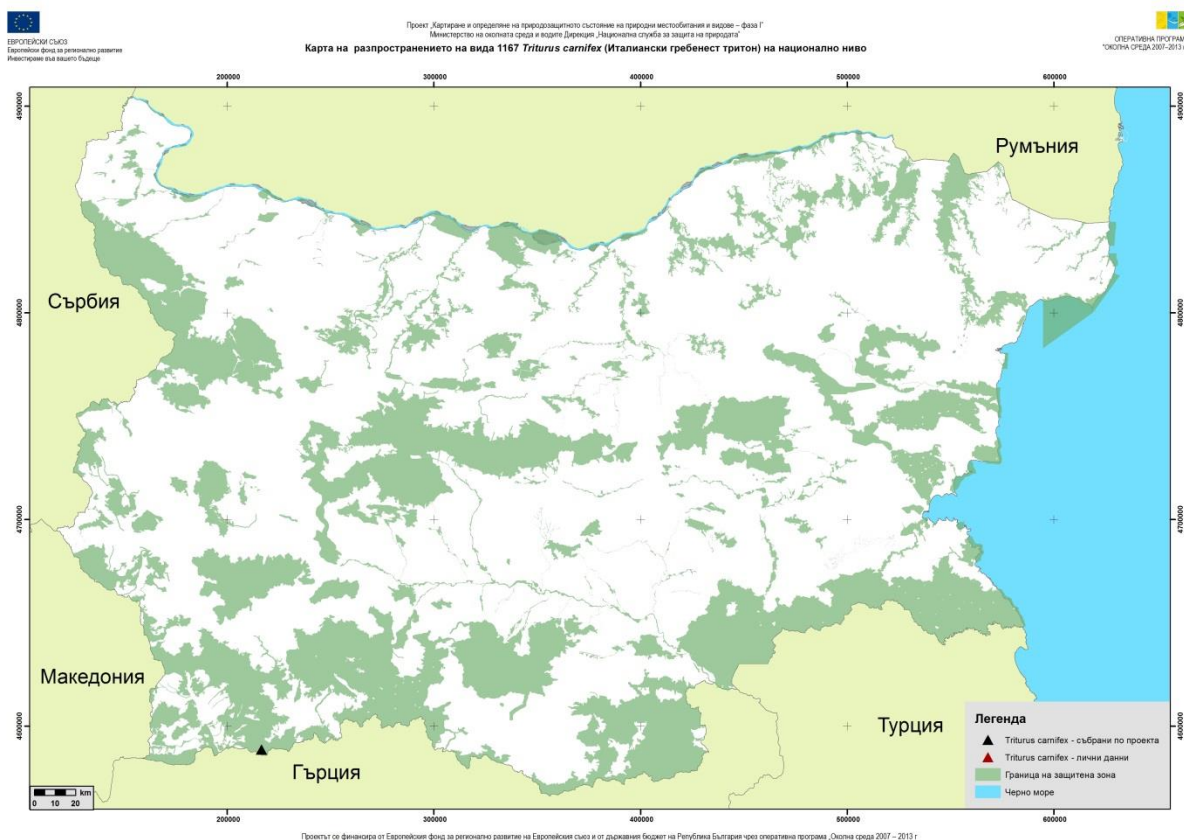 ЕВРОПЕЙСКИ СЪЮЗ
Европейски фонд за регионално развитие
Инвестираме във вашето бъдеще
Проект „Картиране и определяне на природозащитното състояние на природни местообитания и видове – фаза I“
Министерство на околната среда и водите Дирекция „Национална служба за защита на природата“
Карта на разпространението на вида 1167 Triturus carnifex (Италиански гребенест тритон) на национално ниво
ОПЕРАТИВНА ПРОГРАМ
"ОКОЛНА СРЕДА 2007–2013 г
200000 300000 400000 500000 600000
4900000 4900000
Румъния
Сърбия
4800000 4800000
4700000 4700000
Македония
Турция
4600000 4600000
Гърция
Легенда
Triturus carnifex - събрани по проекта
Triturus carnifex - лични данни
Граница на защитена зона
Черно море
km
0 10 20
200000 300000 400000 500000 600000
Проектът се финансира от Европейския фонд за регионално развитие на Европейския съюз и от държавния бюджет на Република България чрез оперативна програма „Околна среда 2007 – 2013 г